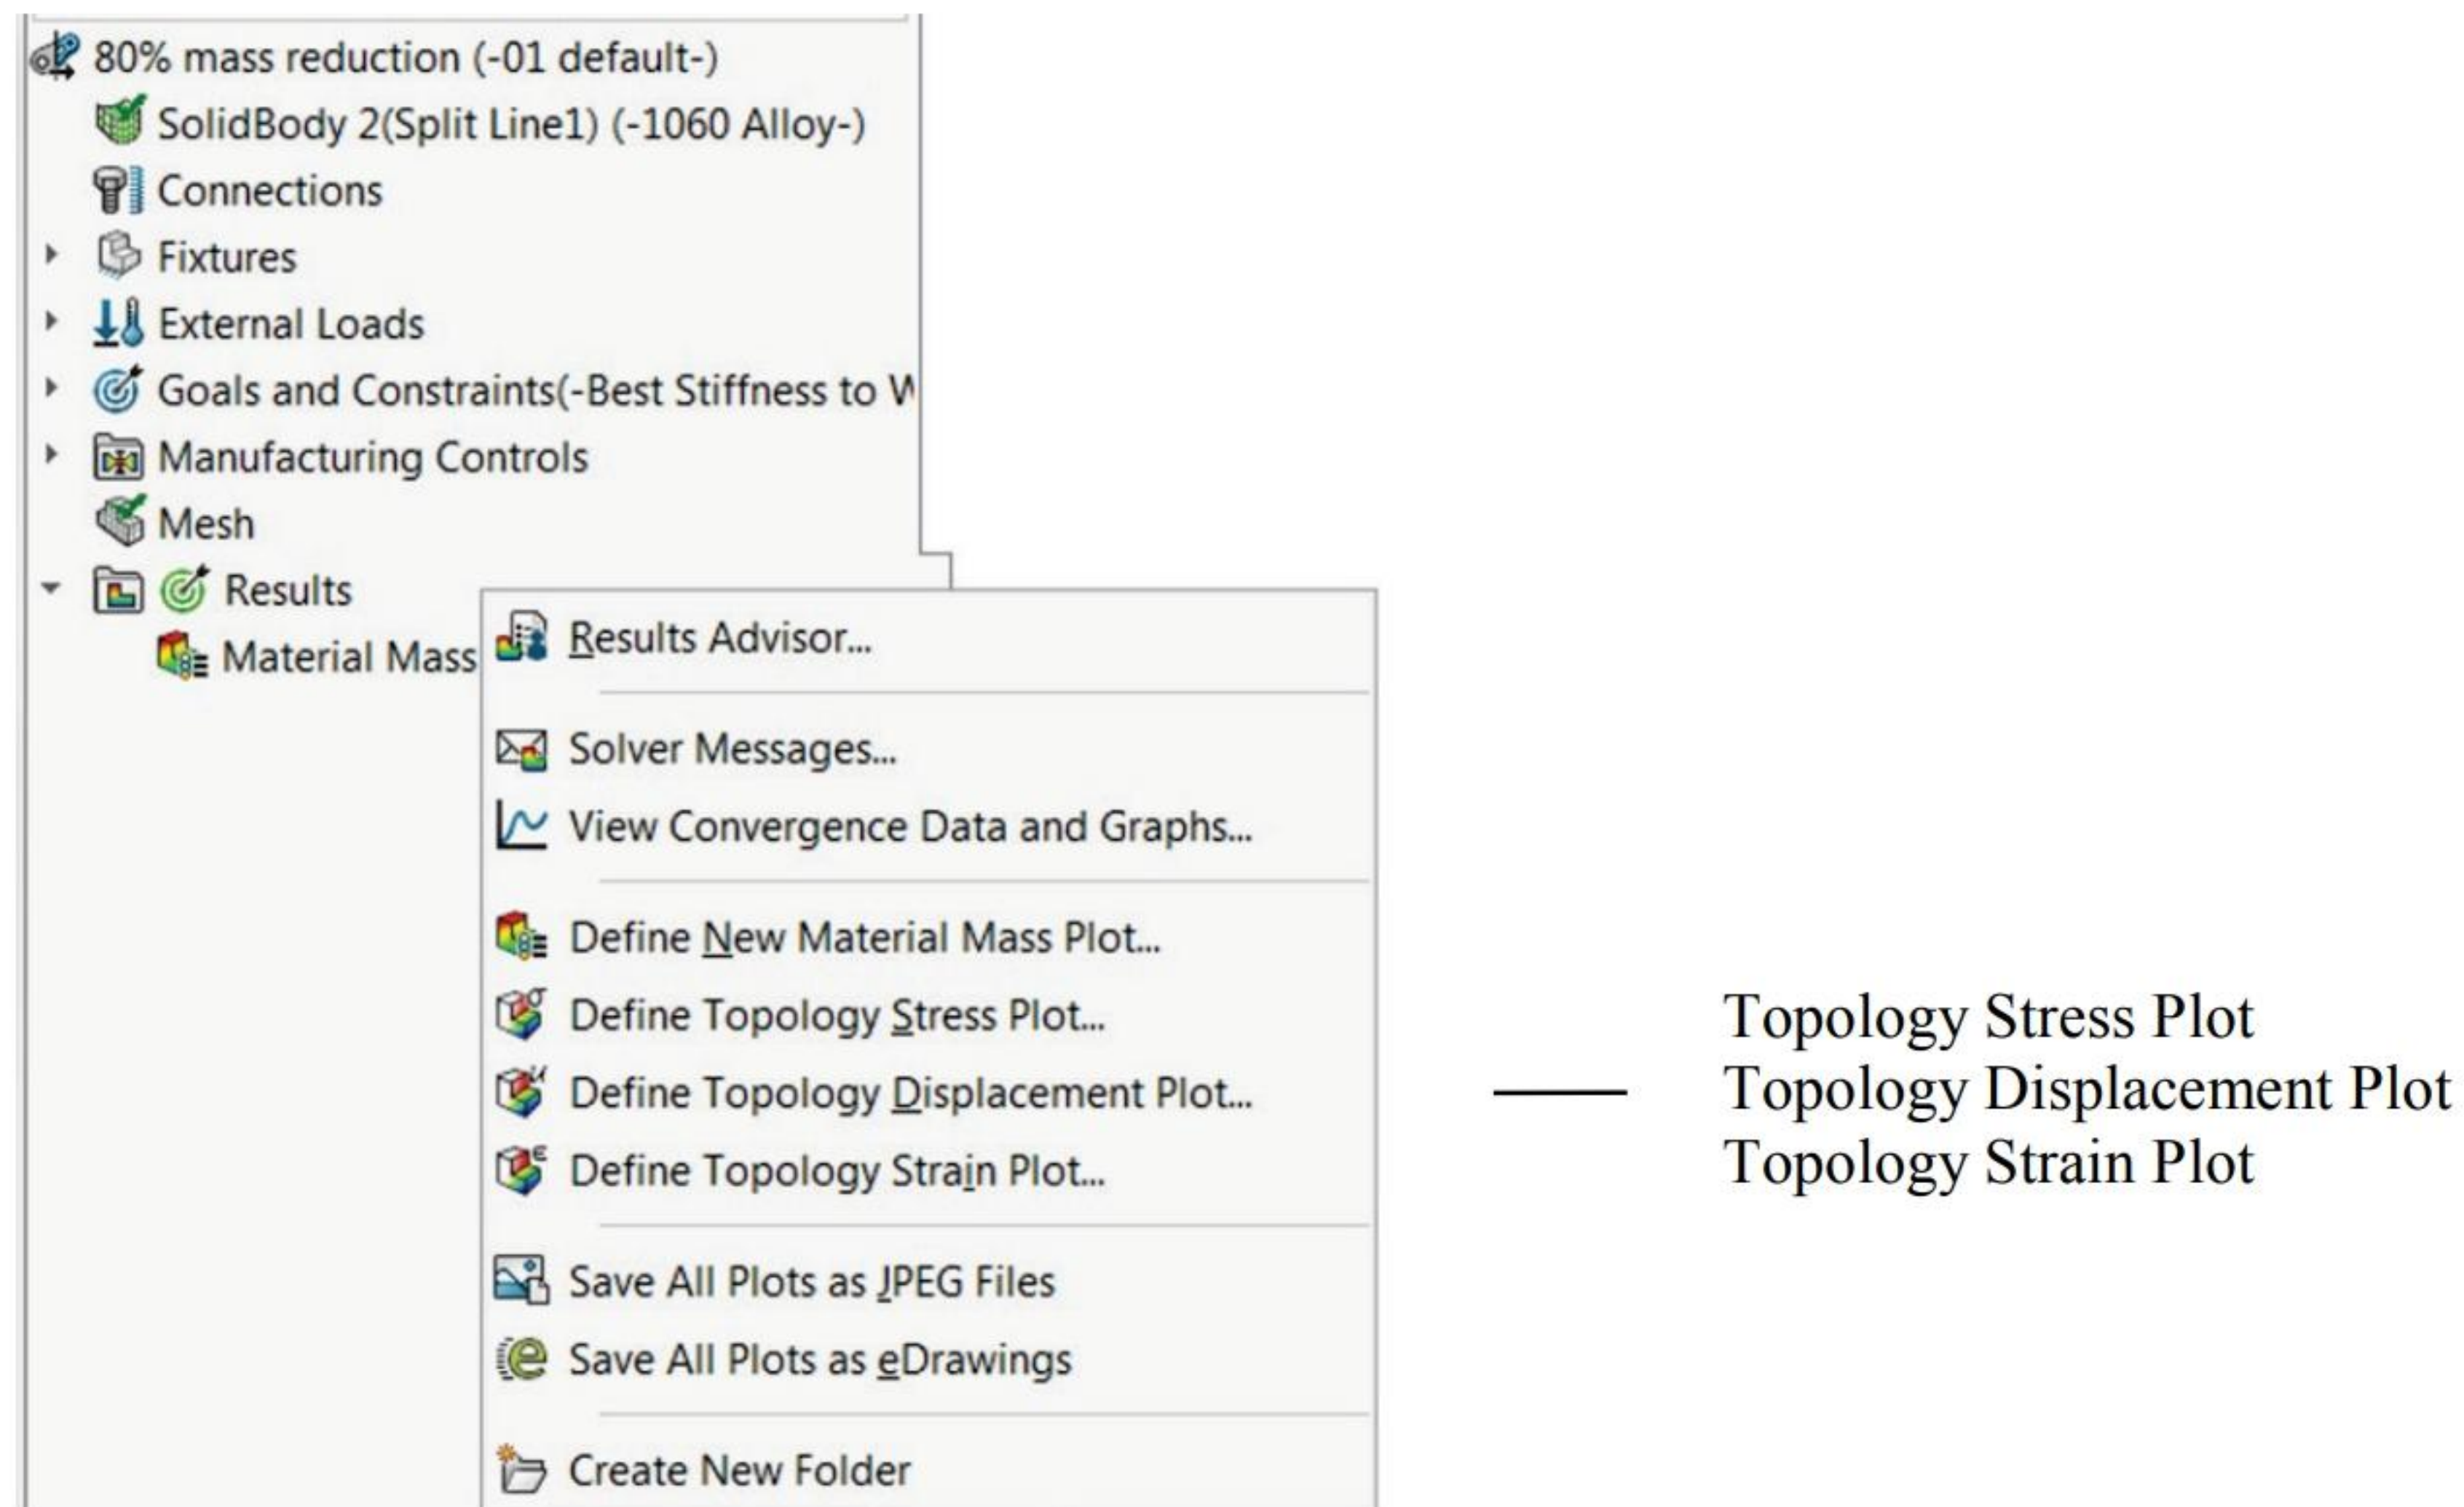 80% mass reduction (-01 default-)
SolidBody 2(Split Line1) (-1060 Alloy-)
Connections
Fixtures
External Loads
Goals and Constraints(-Best Stiffness to W
Manufacturing Controls
Mesh
Results
Material Mass
Results Advisor...
Solver Messages...
View Convergence Data and Graphs...
Define New Material Mass Plot...
Define Topology Stress Plot...
Define Topology Displacement Plot...
Define Topology Strain Plot...
Save All Plots as JPEG Files
Save All Plots as eDrawings
Create New Folder
Topology Stress Plot
Topology Displacement Plot
Topology Strain Plot